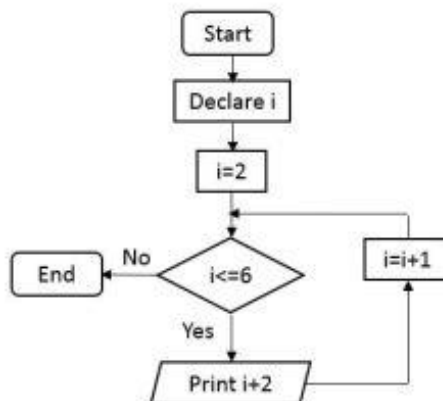 Start
Declare i
i=2
i<=6
No
End
Yes
Print i+2
i=i+1